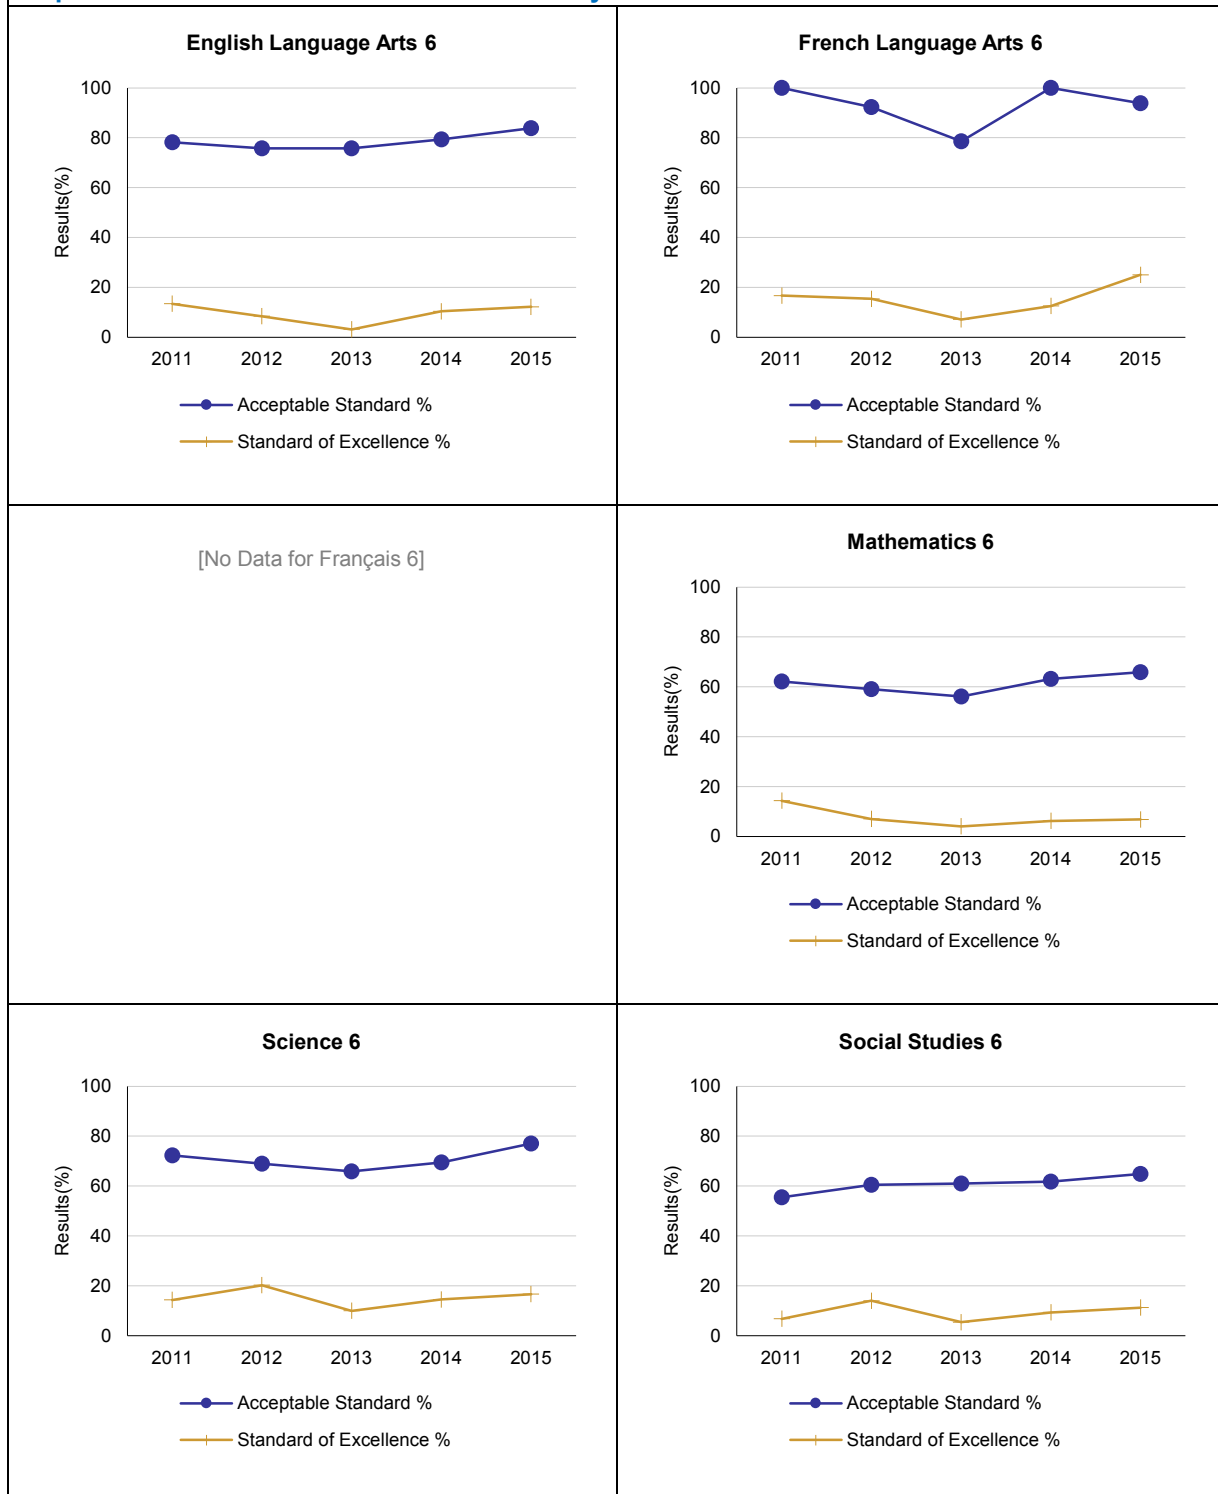 English Language Arts 6
100
80
60
40
20
0
Results(%)
2011 2012 2013 2014 2015
Acceptable Standard %
Standard of Excellence %
French Language Arts 6
100
80
60
40
20
0
Results(%)
2011 2012 2013 2014 2015
Acceptable Standard %
Standard of Excellence %
[No Data for Français 6]
Mathematics 6
100
80
60
40
20
0
Results(%)
2011 2012 2013 2014 2015
Acceptable Standard %
Standard of Excellence %
Science 6
100
80
60
40
20
0
Results(%)
2011 2012 2013 2014 2015
Acceptable Standard %
Standard of Excellence %
Social Studies 6
100
80
60
40
20
0
Results(%)
2011 2012 2013 2014 2015
Acceptable Standard %
Standard of Excellence %